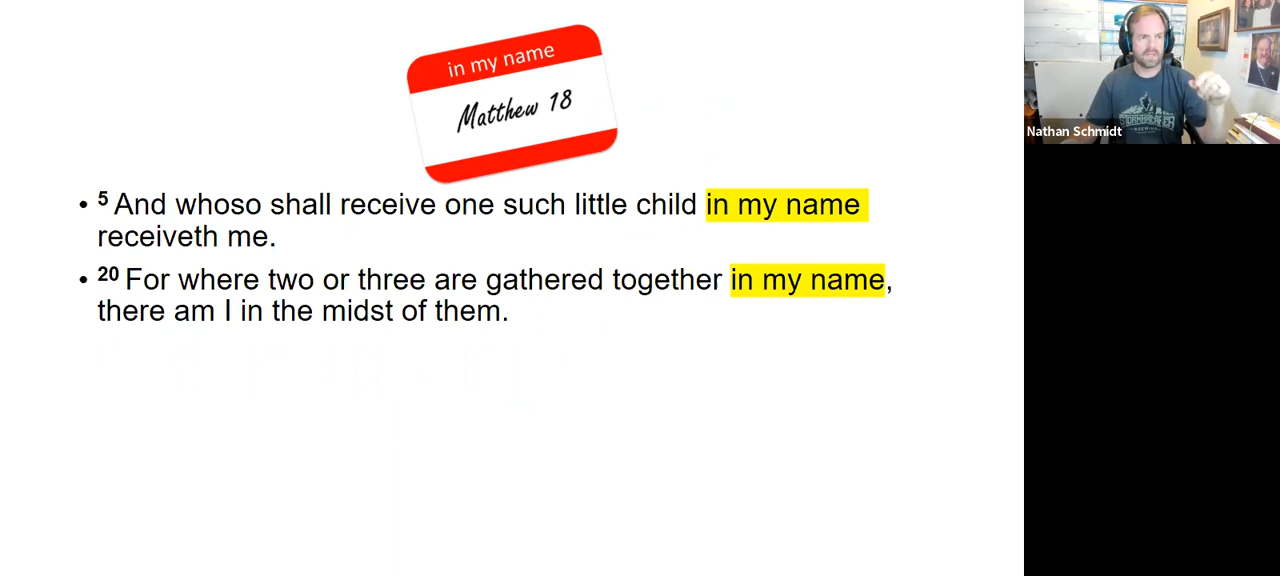 in my name
Matthew 18
• 5 And whoso shall receive one such little child in my name
receiveth me.
• 20 For where two or three are gathered together in my name,
there am I in the midst of them.
Nathan Schmidt
STORMBREAKER
BREWING